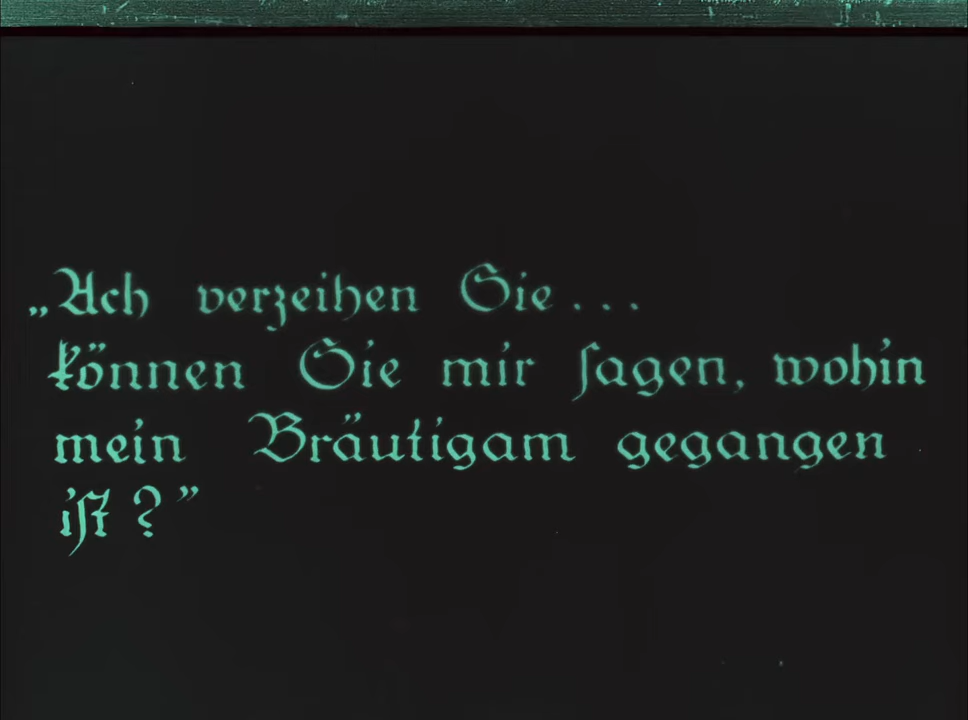 „Ach verzeihen Sie...
können Sie mir ſagen, wohin
mein Bräutigam gegangen
iſt?”